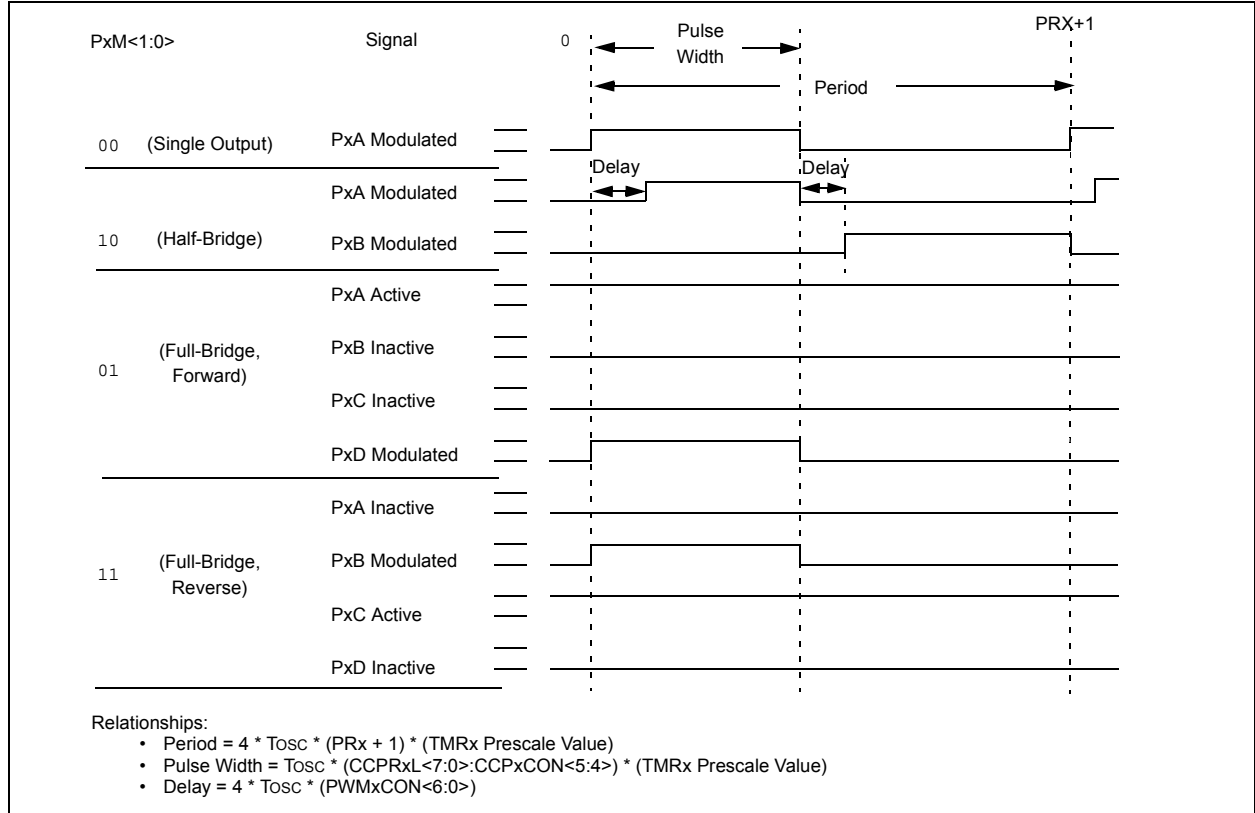 PxM<1:0> Signal 0 Pulse Width PRX+1
Period
00 (Single Output) PxA Modulated
Delay Delay
PxA Modulated
10 (Half-Bridge) PxB Modulated
PxA Active
PxB Inactive
01 (Full-Bridge, Forward)
PxC Inactive
PxD Modulated
PxA Inactive
PxB Modulated
11 (Full-Bridge, Reverse)
PxC Active
PxD Inactive
Relationships:
• Period = 4 * TOSC * (PRx + 1) * (TMRx Prescale Value)
• Pulse Width = TOSC * (CCPRxL<7:0>:CCPxCON<5:4>) * (TMRx Prescale Value)
• Delay = 4 * TOSC * (PWMxCON<6:0>)